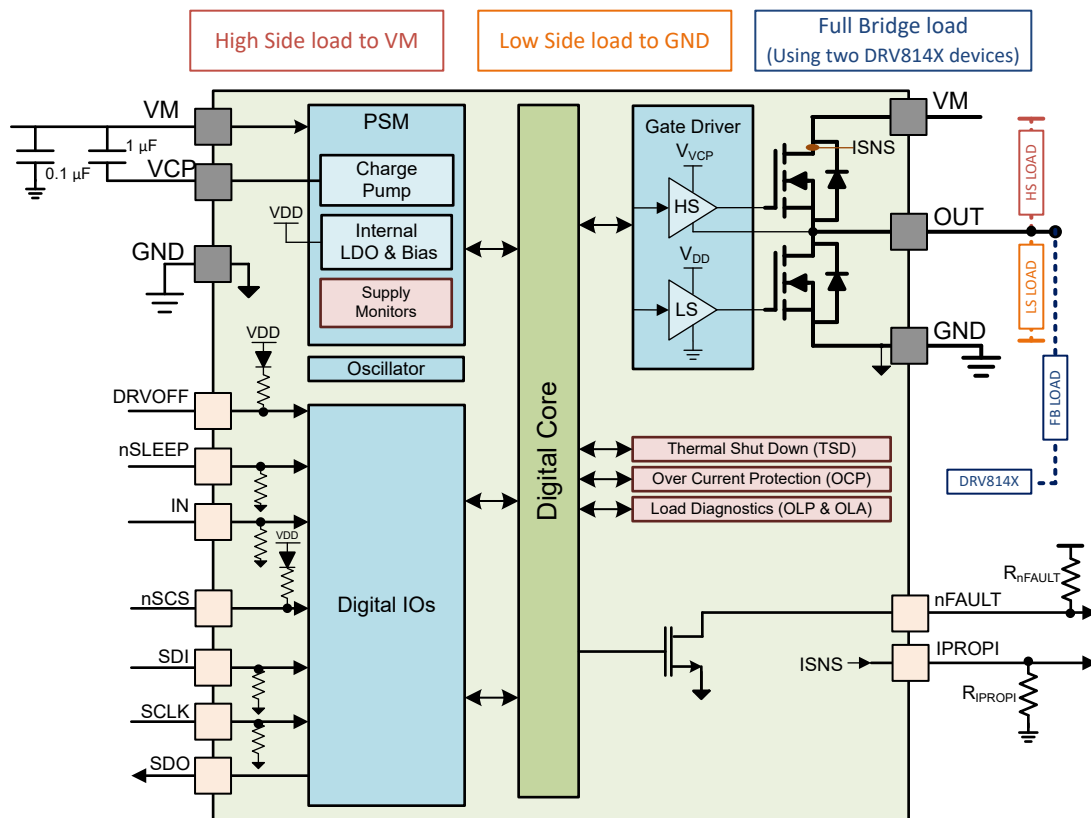 High Side load to VM
Low Side load to GND
Full Bridge load
(Using two DRV814X devices)
VM
1 µF
0.1 µF
VCP
GND
PSM
Charge
Pump
VDD
Internal
LDO & Bias
Supply
Monitors
Oscillator
VDD
DRVOFF
nSLEEP
IN
VDD
nSCS
SDI
SCLK
SDO
Digital IOs
Digital Core
Gate Driver
VVCP
HS
VDD
LS
ISNS
VM
OUT
GND
HS LOAD
LS LOAD
FB LOAD
DRV814X
Thermal Shut Down (TSD)
Over Current Protection (OCP)
Load Diagnostics (OLP & OLA)
RnFAULT
nFAULT
ISNS
IPROPI
RIPROPI